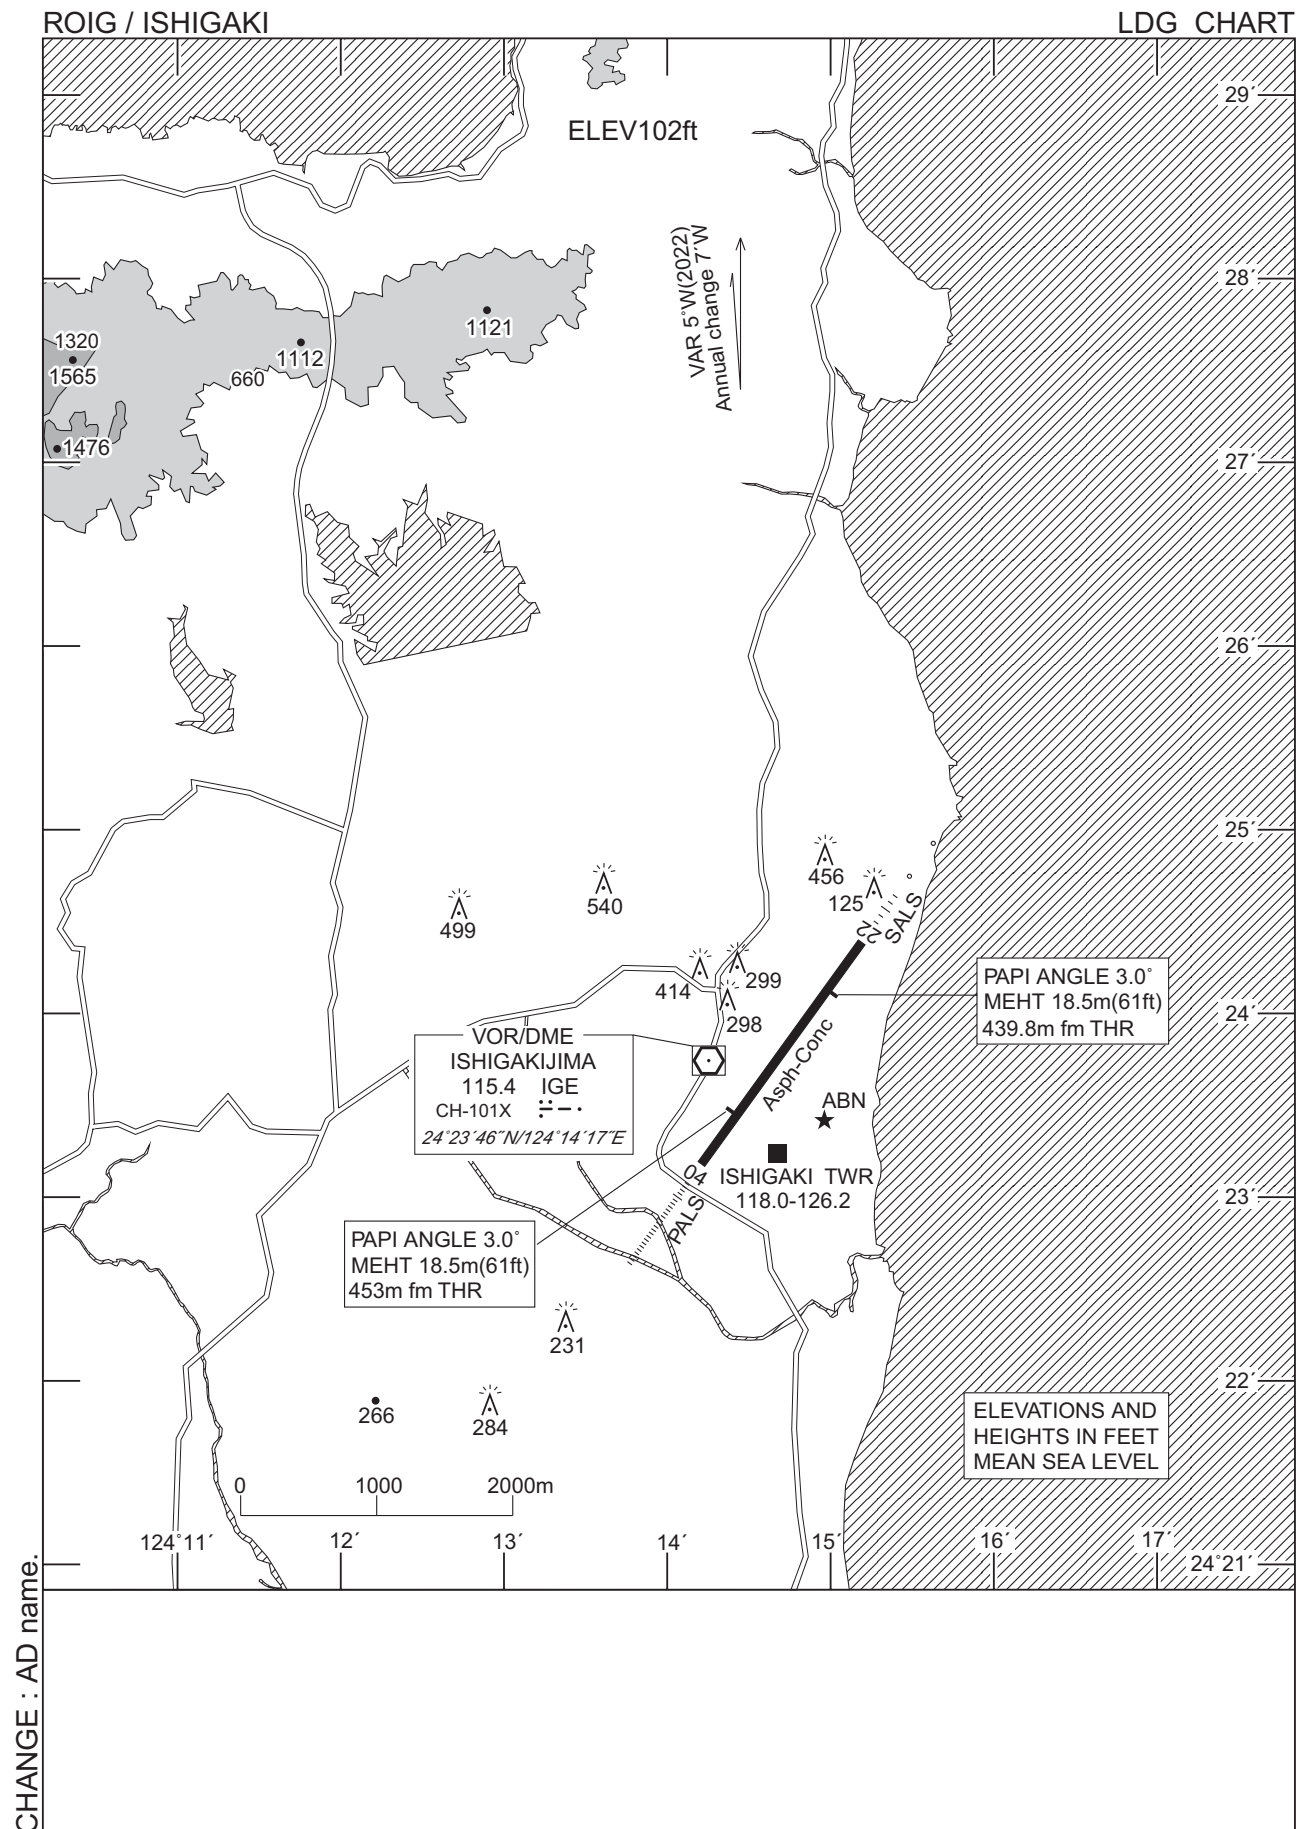 ROIG / ISHIGAKI
LDG CHART
29´
ELEV102ft
VAR 5˚W(2022)
Annual change 7´W
28´
1121
1112
1320
1565
660
1476
27´
26´
25´
456
125
540
499
22
SALS
414
299
298
PAPI ANGLE 3.0˚
MEHT 18.5m(61ft)
439.8m fm THR
24´
VOR/DME
ISHIGAKIJIMA
115.4 IGE
CH-101X
24˚23´46˝N/124˚14´17˝E
Asph-Conc
ABN
04
PALS
ISHIGAKI TWR
118.0-126.2
23´
PAPI ANGLE 3.0˚
MEHT 18.5m(61ft)
453m fm THR
231
22´
266
284
ELEVATIONS AND
HEIGHTS IN FEET
MEAN SEA LEVEL
0 1000 2000m
124˚11´ 12´ 13´ 14´ 15´ 16´ 17´
24˚21´
CHANGE : AD name.